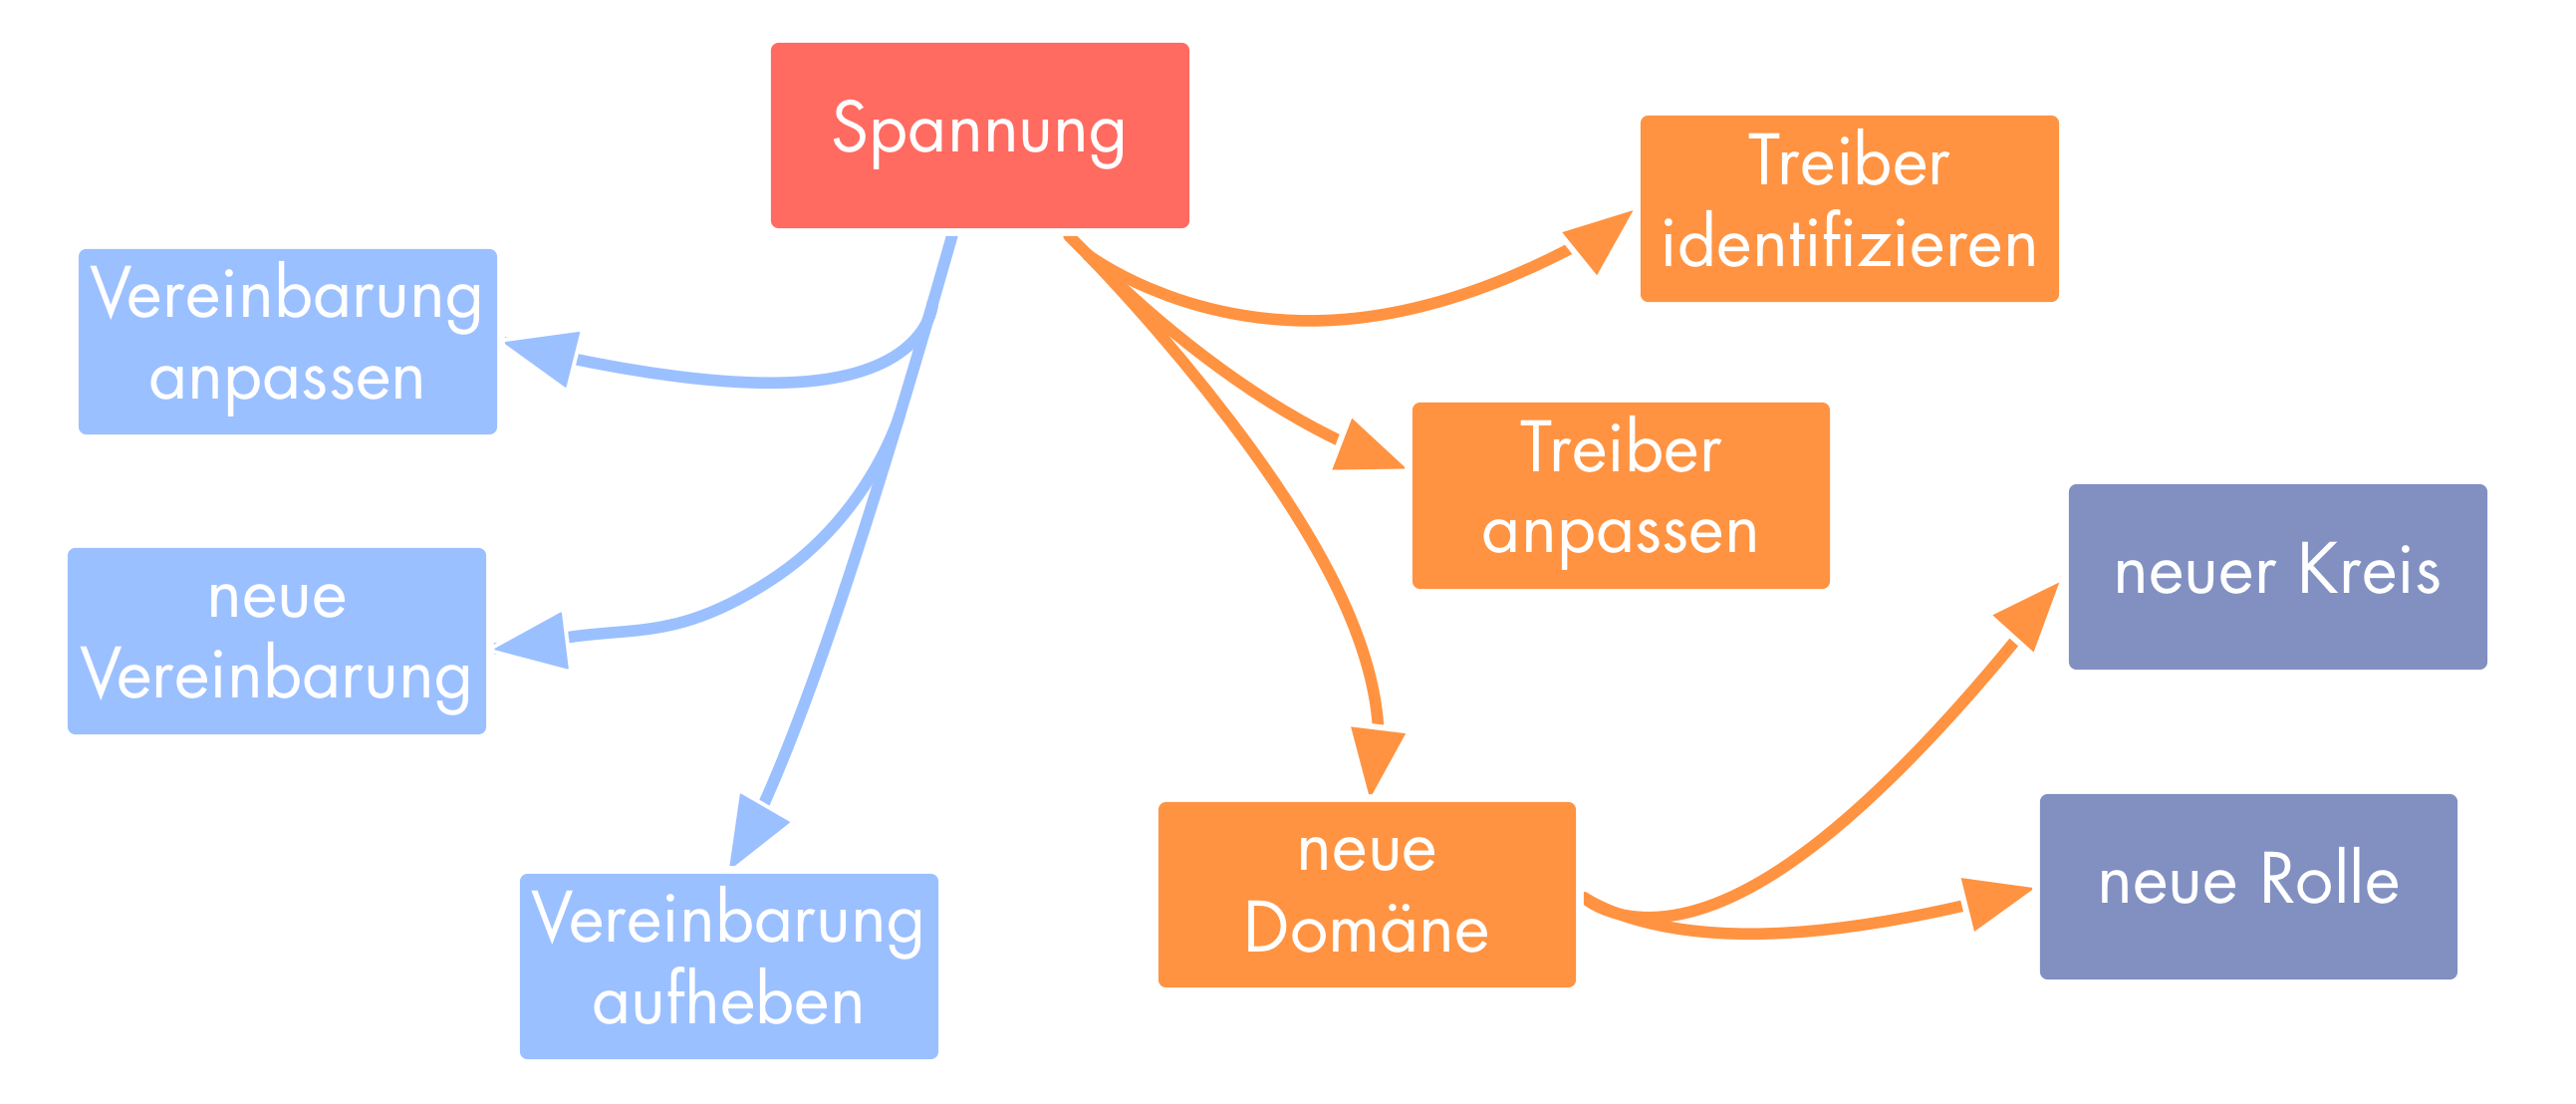 Spannung
Treiber
identifizieren
Vereinbarung
anpassen
Treiber
anpassen
neuer Kreis
neue
Vereinbarung
neue
Domäne
neue Rolle
Vereinbarung
aufheben